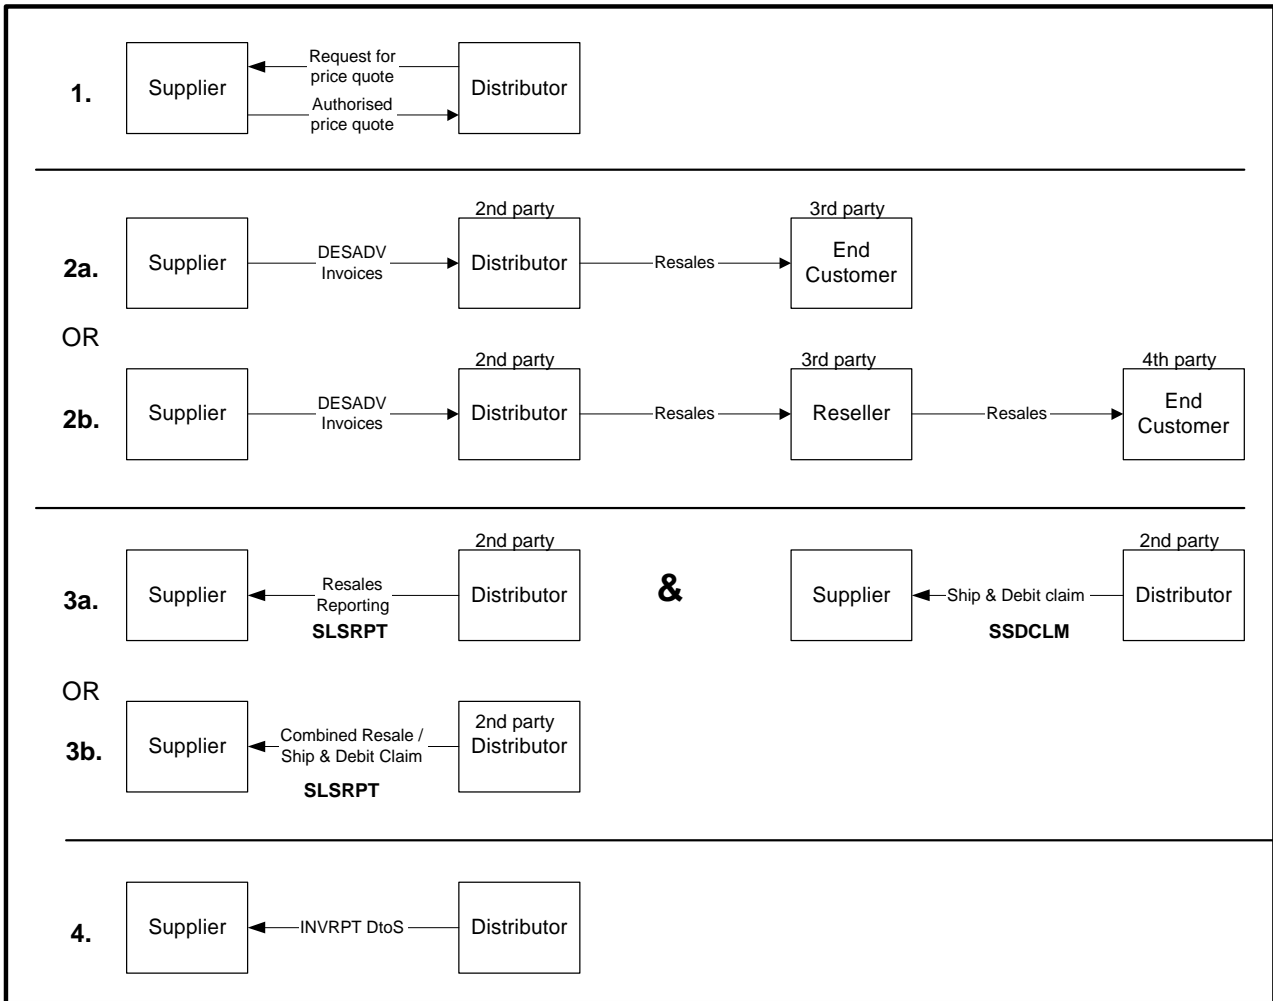 1.
Supplier
Request for
price quote
Authorised
price quote
Distributor
2a.
Supplier
DESADV
Invoices
2nd party
Distributor
Resales
3rd party
End
Customer
OR
2b.
Supplier
DESADV
Invoices
2nd party
Distributor
Resales
3rd party
Reseller
Resales
4th party
End
Customer
3a.
Supplier
Resales
Reporting
SLSRPT
2nd party
Distributor
&
Supplier
Ship & Debit claim
SSDCLM
2nd party
Distributor
OR
3b.
Supplier
Combined Resale /
Ship & Debit Claim
SLSRPT
2nd party
Distributor
4.
Supplier
INVRPT DtoS
Distributor